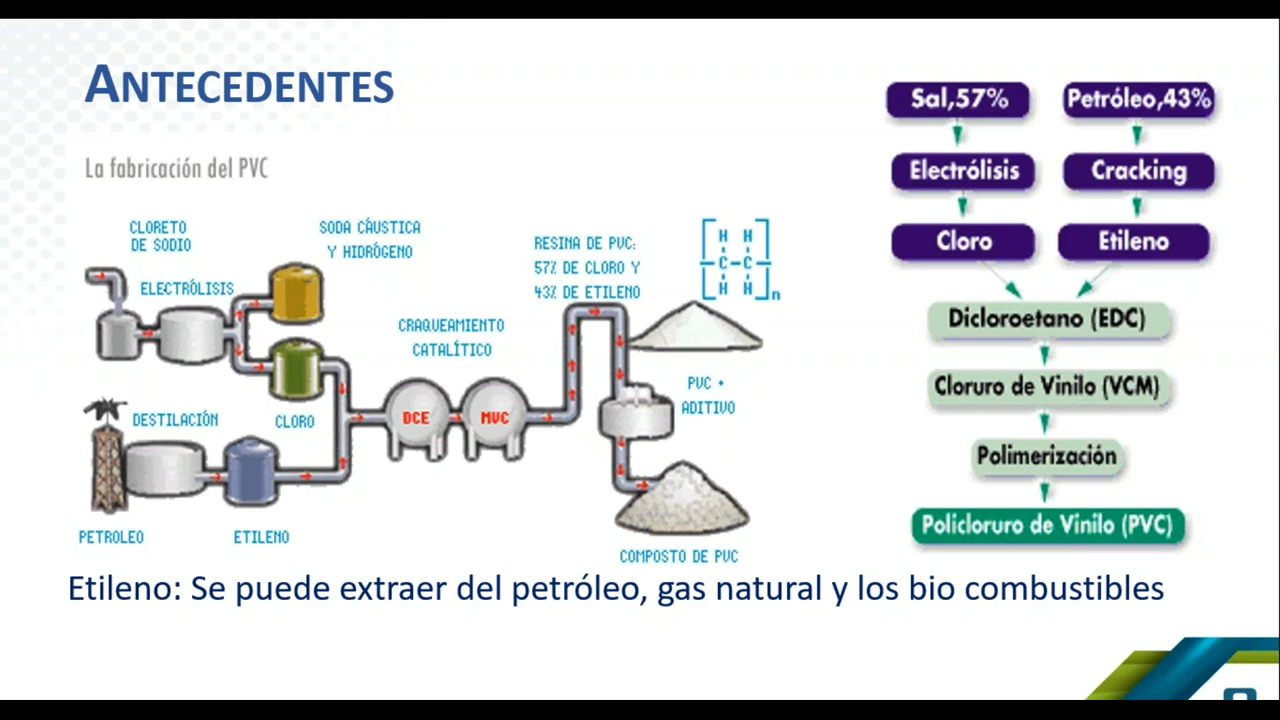 ANTECEDENTES
La fabricación del PVC
CLORETO
DE SODIO
ELECTRÓLISIS
SODA CÁUSTICA
Y HIDRÓGENO
CRAQUEAMIENTO
CATALÍTICO
RESINA DE PVC:
57% DE CLORO Y
43% DE ETILENO
H H
C C
H H
n
PVC +
ADITIVO
DESTILACIÓN
CLORO
DCE
MVC
PETROLEO
ETILENO
COMPOSTO DE PVC
Sal,57%
Petróleo,43%
Electrólisis
Cracking
Cloro
Etileno
Dicloroetano (EDC)
Cloruro de Vinilo (VCM)
Polimerización
Policloruro de Vinilo (PVC)
Etileno: Se puede extraer del petróleo, gas natural y los bio combustibles